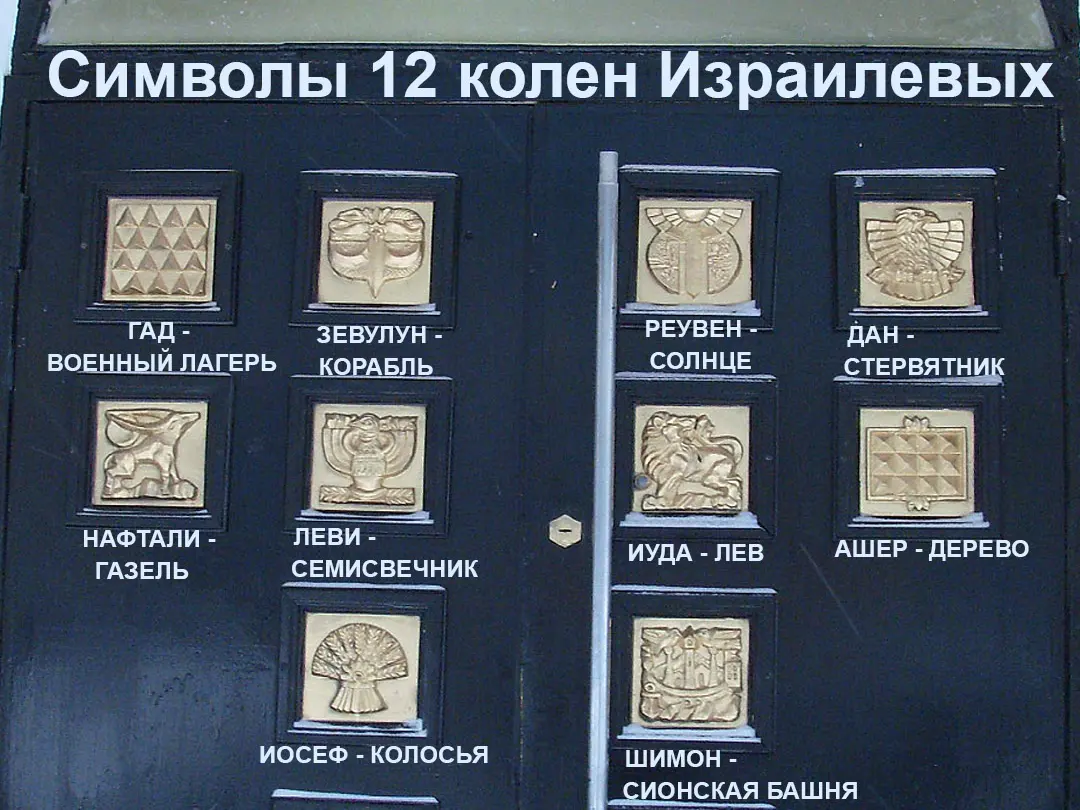 Символы 12 колен Израилевых
ГАД -
ВОЕННЫЙ ЛАГЕРЬ
ЗЕВУЛУН -
КОРАБЛЬ
РЕУВЕН -
СОЛНЦЕ
ДАН -
СТЕРВЯТНИК
НАФТАЛИ -
ГАЗЕЛЬ
ЛЕВИ -
СЕМИСВЕЧНИК
ИУДА - ЛЕВ
АШЕР - ДЕРЕВО
ИОСЕФ - КОЛОСЬЯ
ШИМОН -
СИОНСКАЯ БАШНЯ